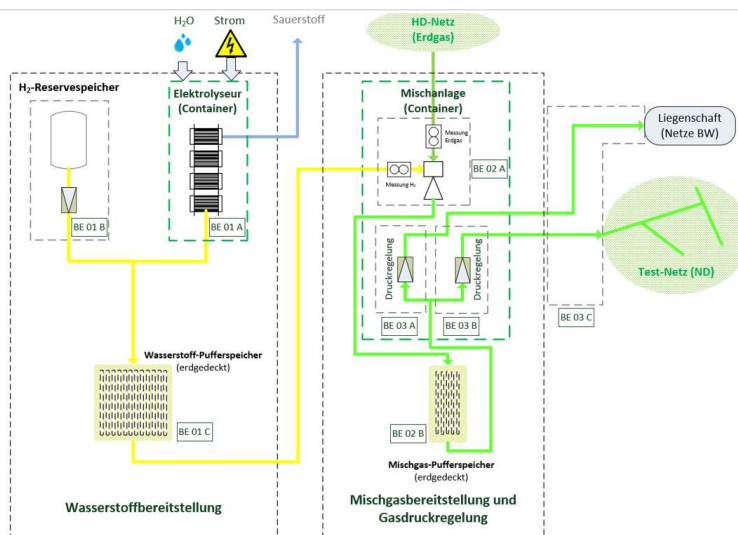 H₂O
Strom
Sauerstoff
HD-Netz
(Erdgas)
H₂-Reservespeicher
Elektrolyseur
(Container)
Mischanlage
(Container)
Liegenschaft
(Netze BW)
Messung
Erdgas
Messung H₂
BE 02 A
BE 01 B
BE 01 A
Druckregelung
Druckregelung
Test-Netz (ND)
BE 03 A
BE 03 B
BE 03 C
Wasserstoff-Pufferspeicher
(erdgedeckt)
BE 01 C
BE 02 B
Mischgas-Pufferspeicher
(erdgedeckt)
Wasserstoffbereitstellung
Mischgasbereitstellung und
Gasdruckregelung